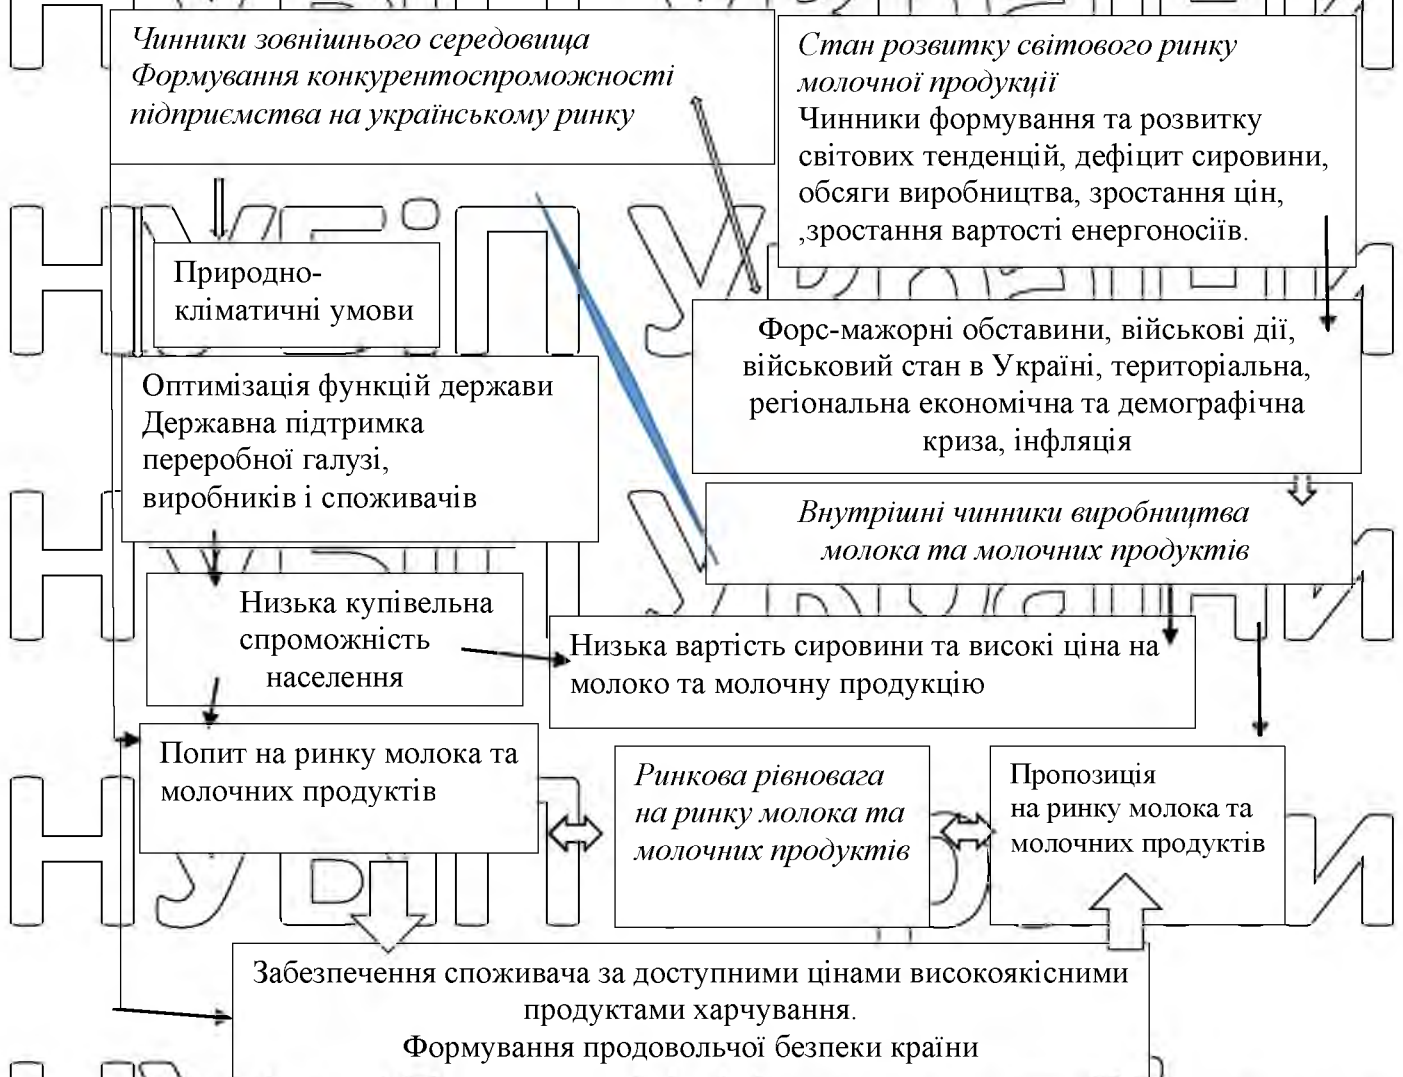 Чинники зовнішнього середовища
Формування конкурентоспроможності
підприємства на українському ринку
Стан розвитку світового ринку
молочної продукції
Чинники формування та розвитку
світових тенденцій, дефіцит сировини,
обсяги виробництва, зростання цін,
,зростання вартості енергоносіїв.
Природно-
кліматичні умови
Форс-мажорні обставини, військові дії,
військовий стан в Україні, територіальна,
регіональна економічна та демографічна
криза, інфляція
Оптимізація функцій держави
Державна підтримка
переробної галузі,
виробників і споживачів
Внутрішні чинники виробництва
молока та молочних продуктів
Низька купівельна
спроможність
населення
Низька вартість сировини та високі ціна на
молоко та молочну продукцію
Попит на ринку молока та
молочних продуктів
Ринкова рівновага
на ринку молока та
молочних продуктів
Пропозиція
на ринку молока та
молочних продуктів
Забезпечення споживача за доступними цінами високоякісними
продуктами харчування.
Формування продовольчої безпеки країни